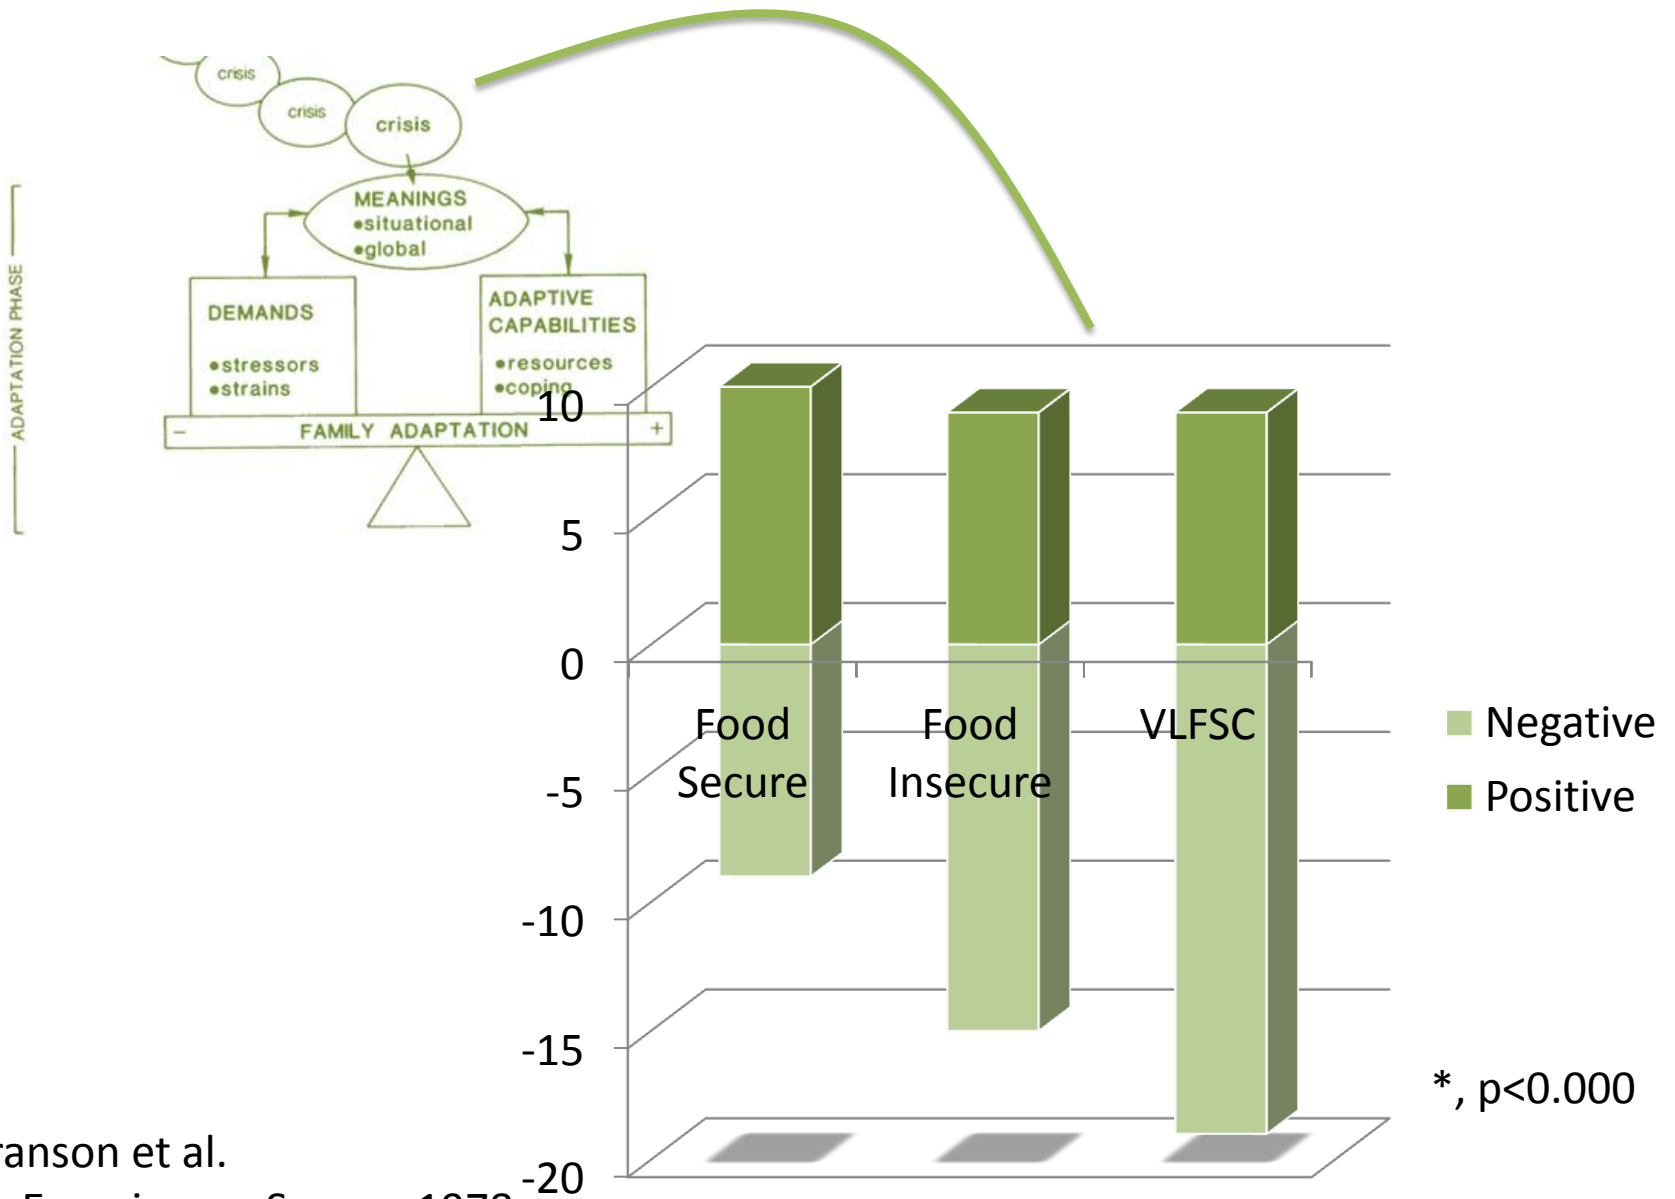 crisis
crisis
crisis
MEANINGS
•situational
•global
ADAPTATION PHASE
DEMANDS
•stressors
•strains
ADAPTIVE
CAPABILITIES
•resources
•coping
- FAMILY ADAPTATION +
10
5
0
-5
-10
-15
-20
Food
Secure
Food
Insecure
VLFSC
Negative
Positive
*, p<0.000
ranson et al.